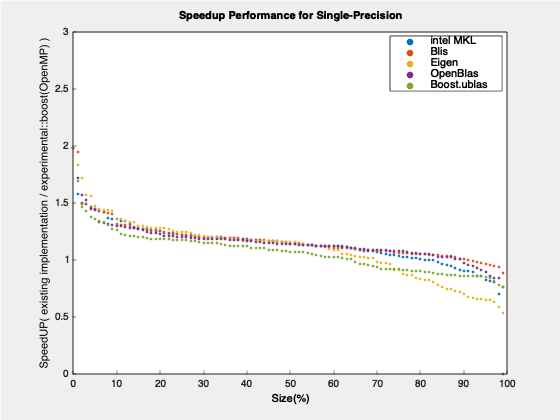 Speedup Performance for Single-Precision
SpeedUP( existing implementation / experimental::boost(OpenMP) )
3
2.5
2
1.5
1
0.5
0
intel MKL
Blis
Eigen
OpenBlas
Boost.ublas
0 10 20 30 40 50 60 70 80 90 100
Size(%)